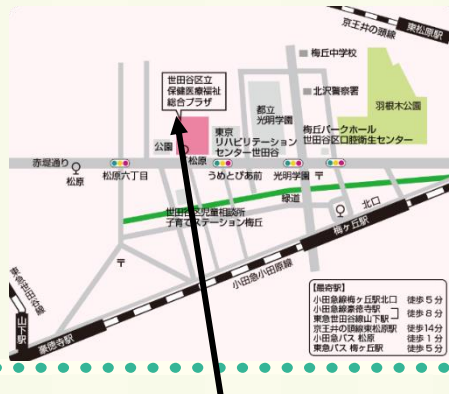 京王井の頭線
東松原駅
梅丘中学校
世田谷区立
保健医療福祉
総合プラザ
北沢警察署
都立
光明学園
羽根木公園
東京
リハビリテーション
センター世田谷
梅丘パークホール
世田谷区口腔衛生センター
公園
松原
赤堤通り
松原
松原六丁目
うめとぴあ前
光明学園
〒
緑道
北口
世田谷区児童相談所
子育てステーション梅丘
梅ヶ丘駅
〒
小田急小田原線
東急世田谷線
山下駅
豪徳寺駅
【最寄駅】
小田急線梅ヶ丘駅北口 徒歩5分
小田急線豪徳寺駅
東急世田谷線山下駅 徒歩8分
京王井の頭線東松原駅 徒歩14分
小田急バス 松原 徒歩1分
東急バス 梅ヶ丘駅 徒歩5分